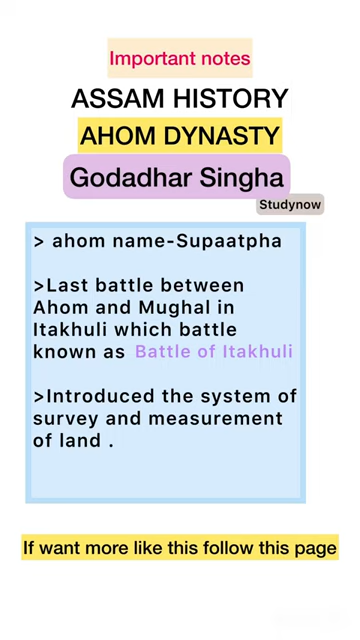 Important notes
ASSAM HISTORY
AHOM DYNASTY
Godadhar Singha
Studynow
> ahom name-Supaatpha
>Last battle between
Ahom and Mughal in
Itakhuli which battle
known as Battle of Itakhuli
>Introduced the system of
survey and measurement
of land .
If want more like this follow this page